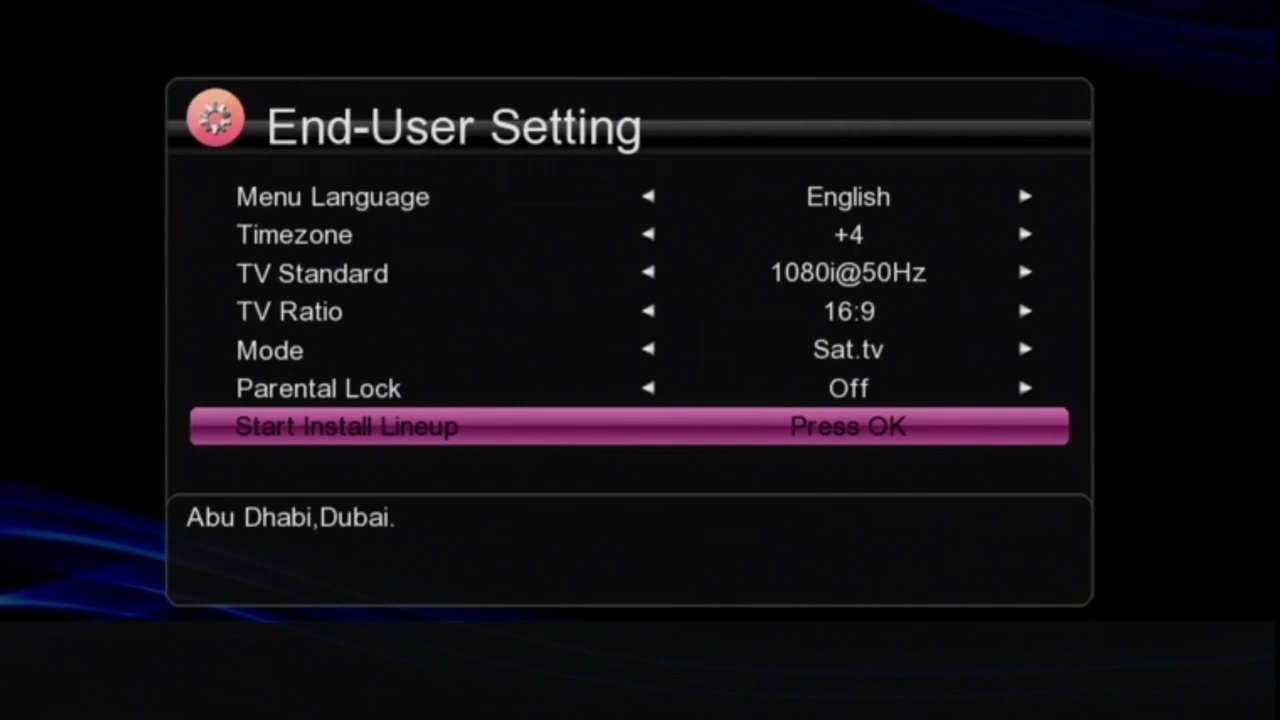 End-User Setting
Menu Language English
Timezone +4
TV Standard 1080i@50Hz
TV Ratio 16:9
Mode Sat.tv
Parental Lock Off
Start Install Lineup Press OK
Abu Dhabi,Dubai.